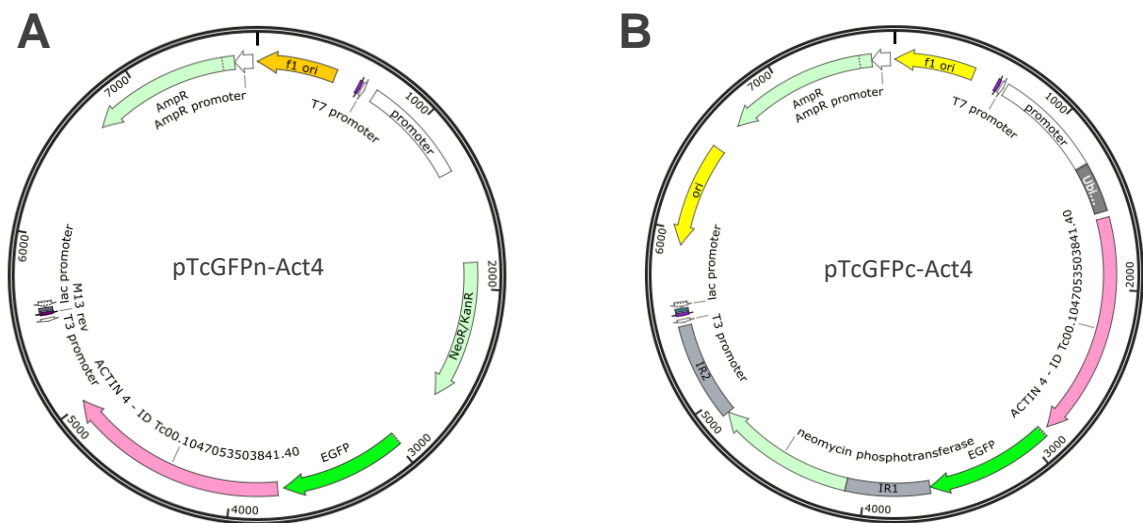 A
f1 ori
T7 promoter
promoter
1000
2000
NeoR/KanR
3000
EGFP
4000
ACTIN 4 - ID Tc00.1047053503841.40
5000
T3 promoter
M13 rev
lac promoter
6000
7000
AmpR
AmpR promoter
pTcGFPn-Act4
B
f1 ori
T7 promoter
promoter
1000
Ubi...
ACTIN 4 - ID Tc00.1047053503841.40
2000
3000
EGFP
neomycin phosphotransferase
IR1
4000
5000
IR2
T3 promoter
lac promoter
6000
ori
7000
AmpR
AmpR promoter
pTcGFPc-Act4